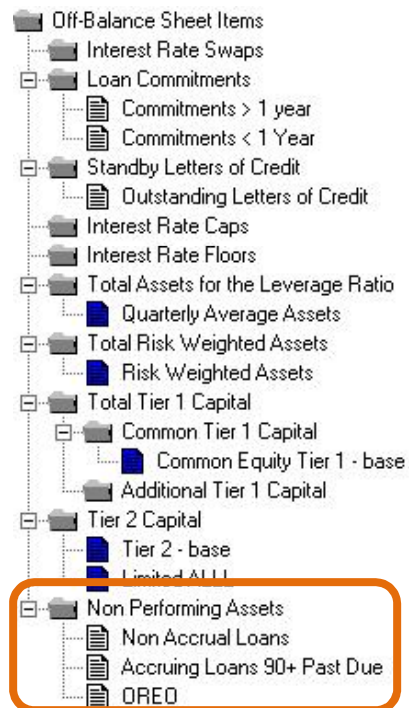 Off-Balance Sheet Items
Interest Rate Swaps
Loan Commitments
Commitments > 1 year
Commitments < 1 Year
Standby Letters of Credit
Outstanding Letters of Credit
Interest Rate Caps
Interest Rate Floors
Total Assets for the Leverage Ratio
Quarterly Average Assets
Total Risk Weighted Assets
Risk Weighted Assets
Total Tier 1 Capital
Common Tier 1 Capital
Common Equity Tier 1 - base
Additional Tier 1 Capital
Tier 2 Capital
Tier 2 - base
Limited ALLL
Non Performing Assets
Non Accrual Loans
Accruing Loans 90+ Past Due
OREO